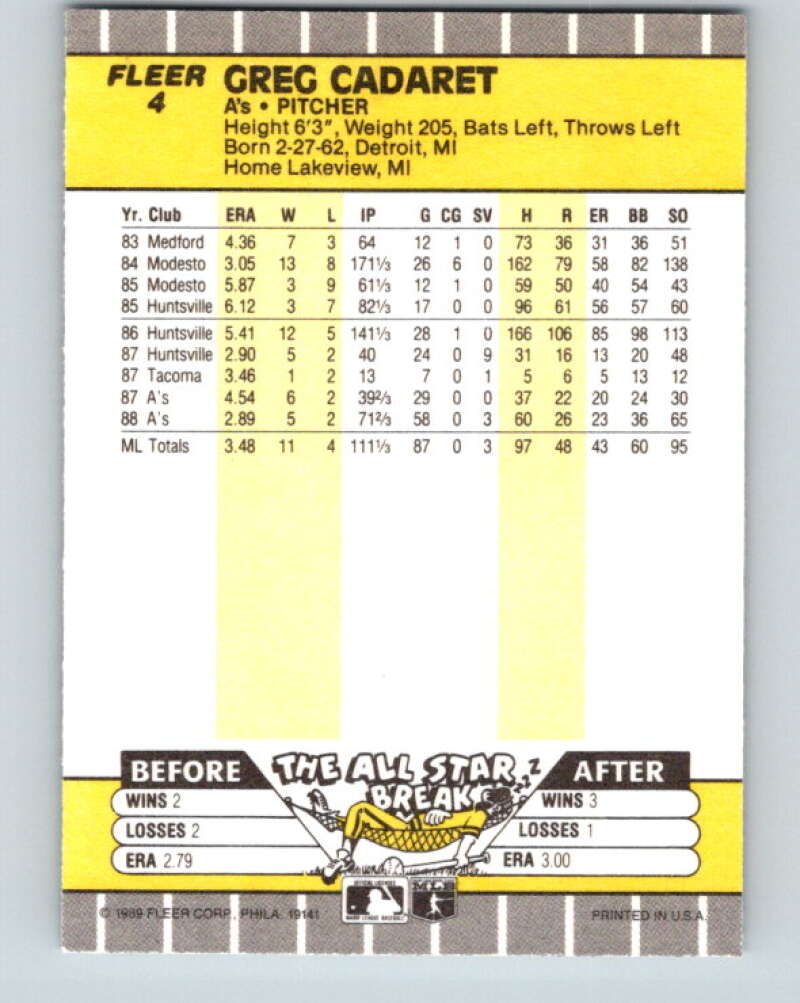 FLEER GREG CADARET
4 A's • PITCHER
Height 6'3", Weight 205, Bats Left, Throws Left
Born 2-27-62, Detroit, MI
Home Lakeview, MI
Yr. Club ERA W L IP G CG SV H R ER BB SO
83 Medford 4.36 7 3 64 12 1 0 73 36 31 36 51
84 Modesto 3.05 13 8 171⅓ 26 6 0 162 79 58 82 138
85 Modesto 5.87 3 9 61⅓ 12 1 0 59 50 40 54 43
85 Huntsville 6.12 3 7 82⅓ 17 0 0 96 61 56 57 60
86 Huntsville 5.41 12 5 141⅓ 28 1 0 166 106 85 98 113
87 Huntsville 2.90 5 2 40 24 0 9 31 16 13 20 48
87 Tacoma 3.46 1 2 13 7 0 1 5 6 5 13 12
87 A's 4.54 6 2 39⅔ 29 0 0 37 22 20 24 30
88 A's 2.89 5 2 71⅔ 58 0 3 60 26 23 36 65
ML Totals 3.48 11 4 111⅓ 87 0 3 97 48 43 60 95
BEFORE THE ALL STAR BREAK ZZZ AFTER
WINS 2 WINS 3
LOSSES 2 LOSSES 1
ERA 2.79 ERA 3.00
MLB
© 1989 FLEER CORP., PHILA. 19141 PRINTED IN U.S.A.